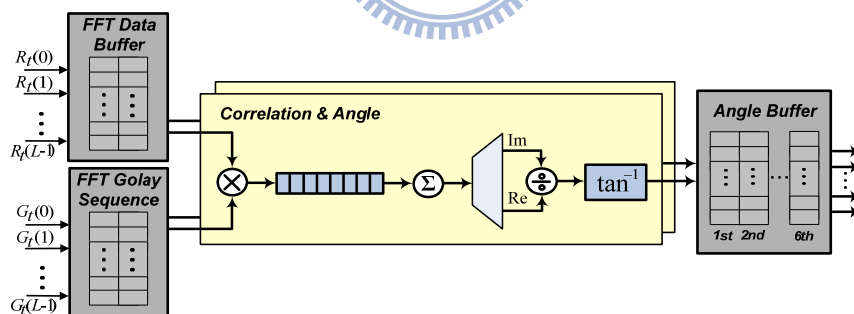 FFT Data
Buffer
R_t(0)
R_t(1)
R_t(L-1)
FFT Golay
Sequence
G_t(0)
G_t(1)
G_t(L-1)
Correlation & Angle
×
Σ
Im
Re
÷
tan⁻¹
Angle Buffer
1st 2nd 6th